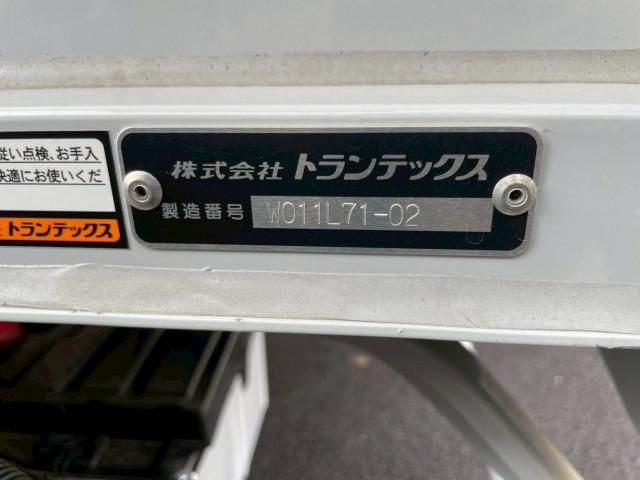 従い点検、お手入
快適にお使いくだ
トランテックス
株式会社 トランテックス
製造番号 W011L71-02